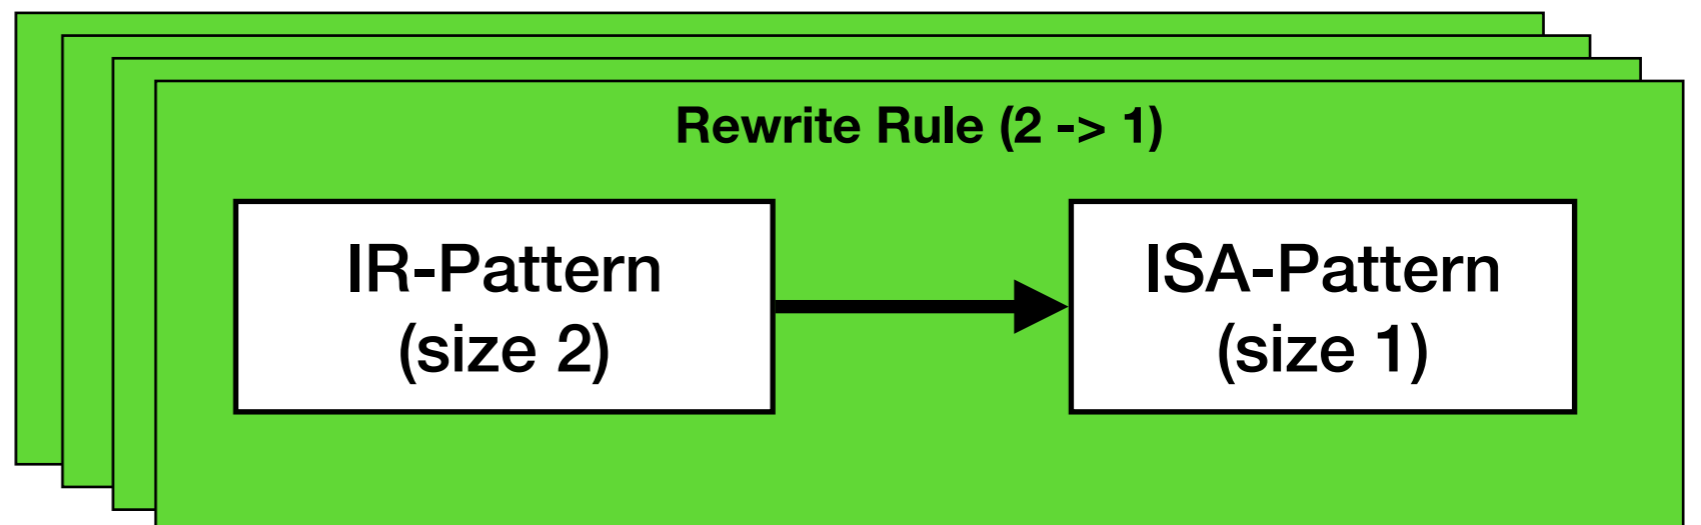 Rewrite Rule (2 -> 1)
IR-Pattern
(size 2)
ISA-Pattern
(size 1)